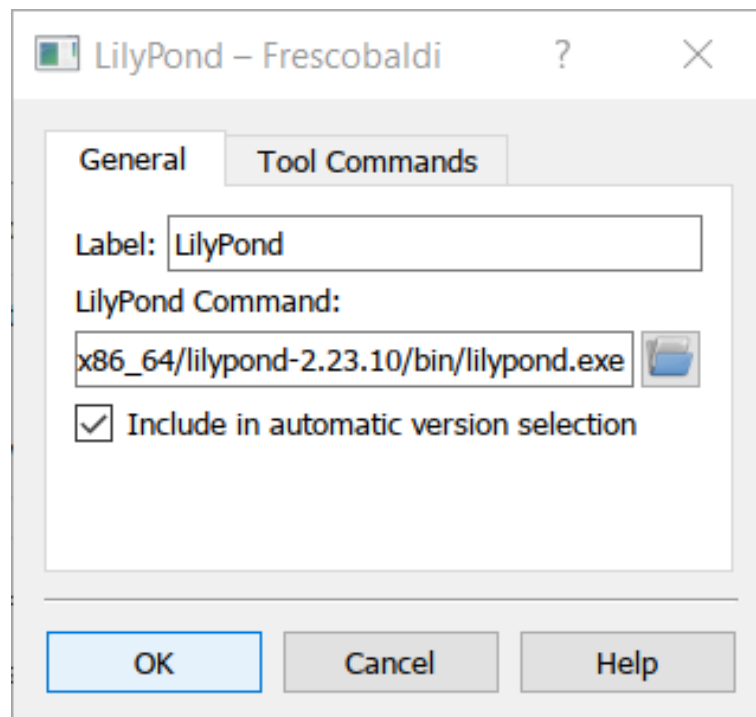 LilyPond – Frescobaldi ?
General Tool Commands
Label: LilyPond
LilyPond Command:
x86_64/lilypond-2.23.10/bin/lilypond.exe
Include in automatic version selection
OK Cancel Help